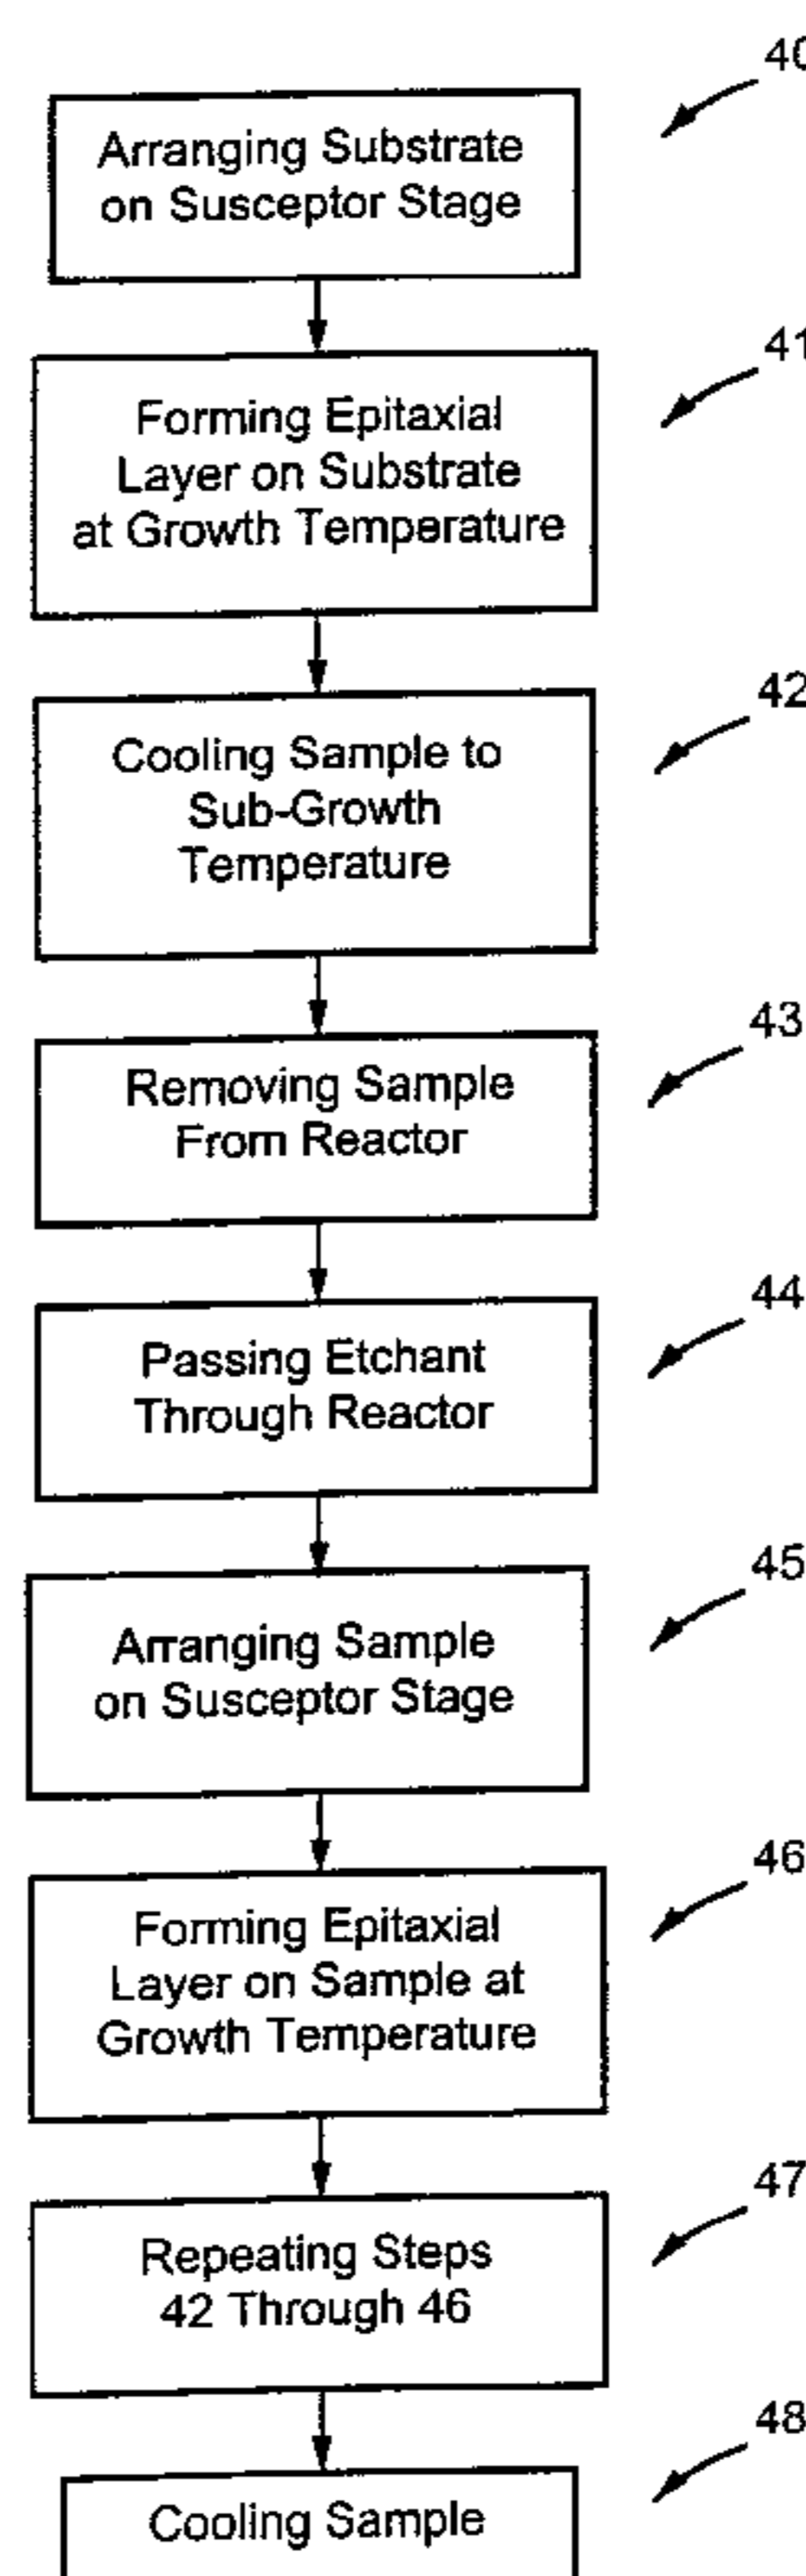 40
Arranging Substrate
on Susceptor Stage
41
Forming Epitaxial
Layer on Substrate
at Growth Temperature
42
Cooling Sample to
Sub-Growth
Temperature
43
Removing Sample
From Reactor
44
Passing Etchant
Through Reactor
45
Arranging Sample
on Susceptor Stage
46
Forming Epitaxial
Layer on Sample at
Growth Temperature
47
Repeating Steps
42 Through 46
48
Cooling Sample